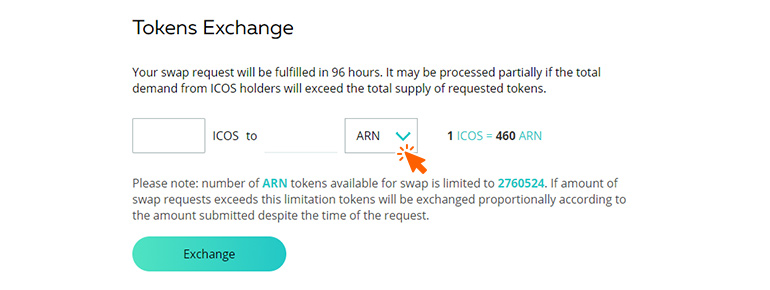 Tokens Exchange
Your swap request will be fulfilled in 96 hours. It may be processed partially if the total
demand from ICOS holders will exceed the total supply of requested tokens.
ICOS to ARN 1 ICOS = 460 ARN
Please note: number of ARN tokens available for swap is limited to 2760524. If amount of
swap requests exceeds this limitation tokens will be exchanged proportionally according to
the amount submitted despite the time of the request.
Exchange